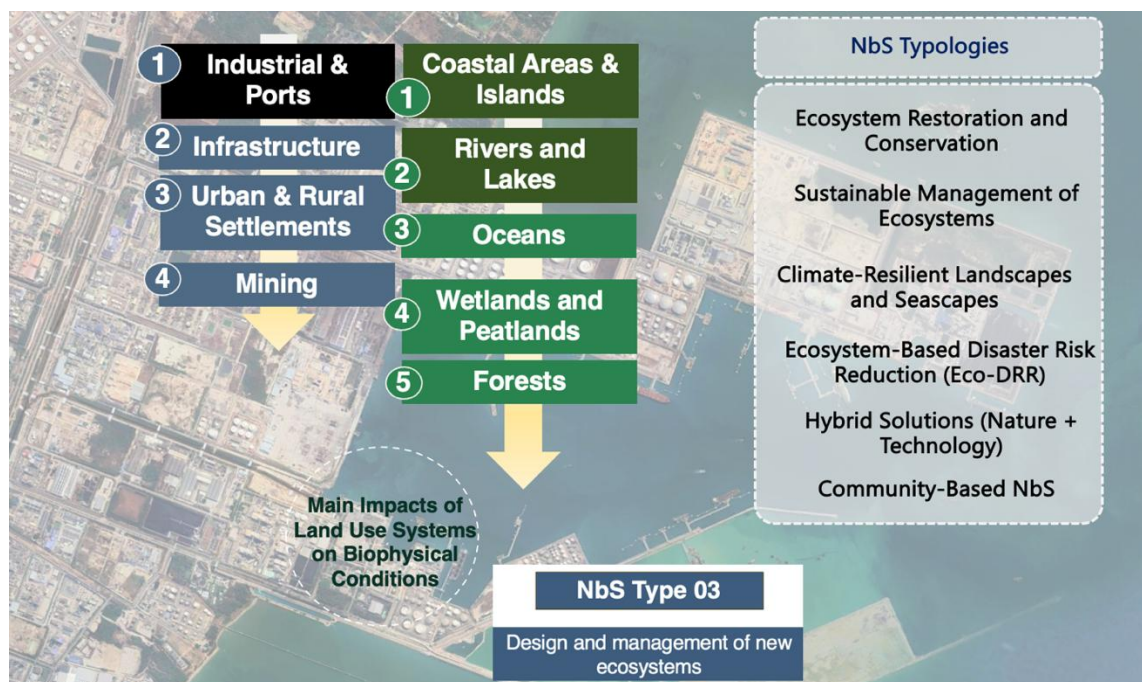 1
Industrial &
Ports
2
Infrastructure
3
Urban & Rural
Settlements
4
Mining
Coastal Areas &
1
Islands
Rivers and
2
Lakes
3
Oceans
4
Wetlands and
Peatlands
5
Forests
Main Impacts of
Land Use Systems
on Biophysical
Conditions
NbS Type 03
Design and management of new
ecosystems
NbS Typologies
Ecosystem Restoration and
Conservation
Sustainable Management of
Ecosystems
Climate-Resilient Landscapes
and Seascapes
Ecosystem-Based Disaster Risk
Reduction (Eco-DRR)
Hybrid Solutions (Nature +
Technology)
Community-Based NbS